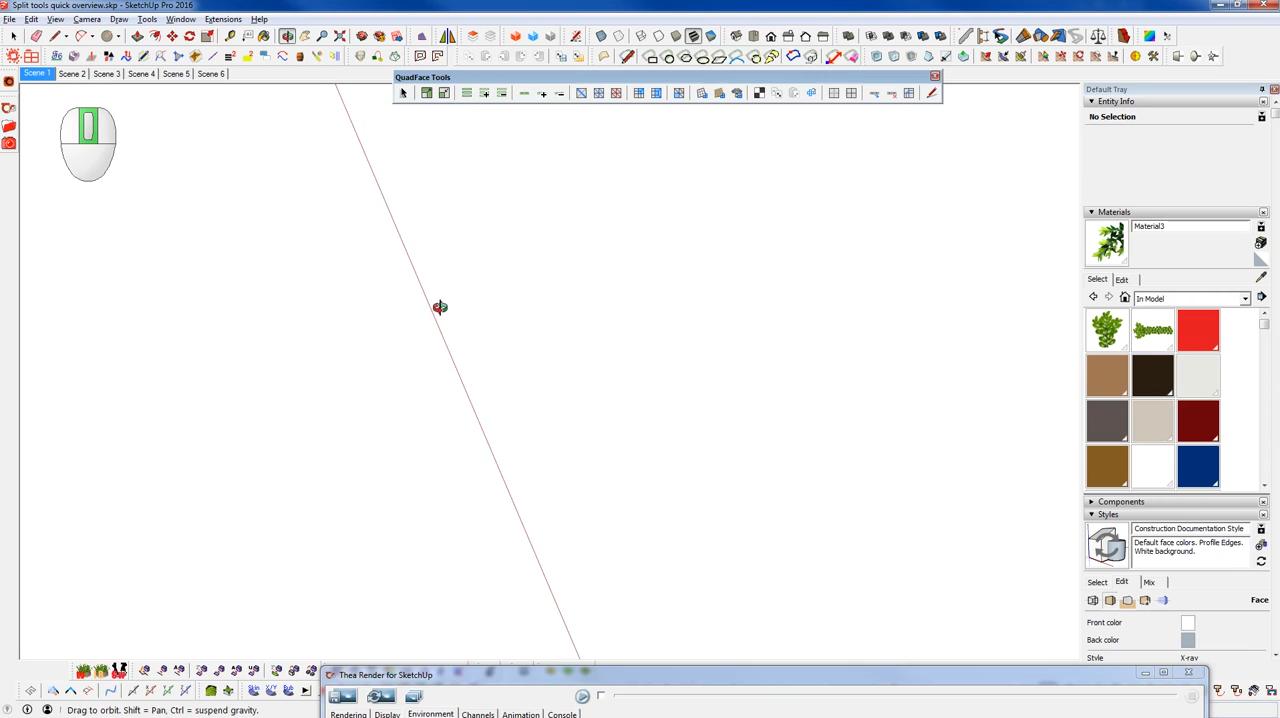 Split tools quick overview.skp - SketchUp Pro 2016
File Edit View Camera Draw Tools Window Extensions Help
Scene 1 Scene 2 Scene 3 Scene 4 Scene 5 Scene 6
QuadFace Tools
Default Tray
Entity Info
No Selection
Materials
Material3
Select Edit
In Model
Components
Styles
Construction Documentation Style
Default face colors. Profile Edges.
White background.
Select Edit Mix
Face
Front color
Back color
Style X-ray
Thea Render for SketchUp
Rendering Display Environment Channels Animation Console
Drag to orbit. Shift = Pan, Ctrl = suspend gravity.